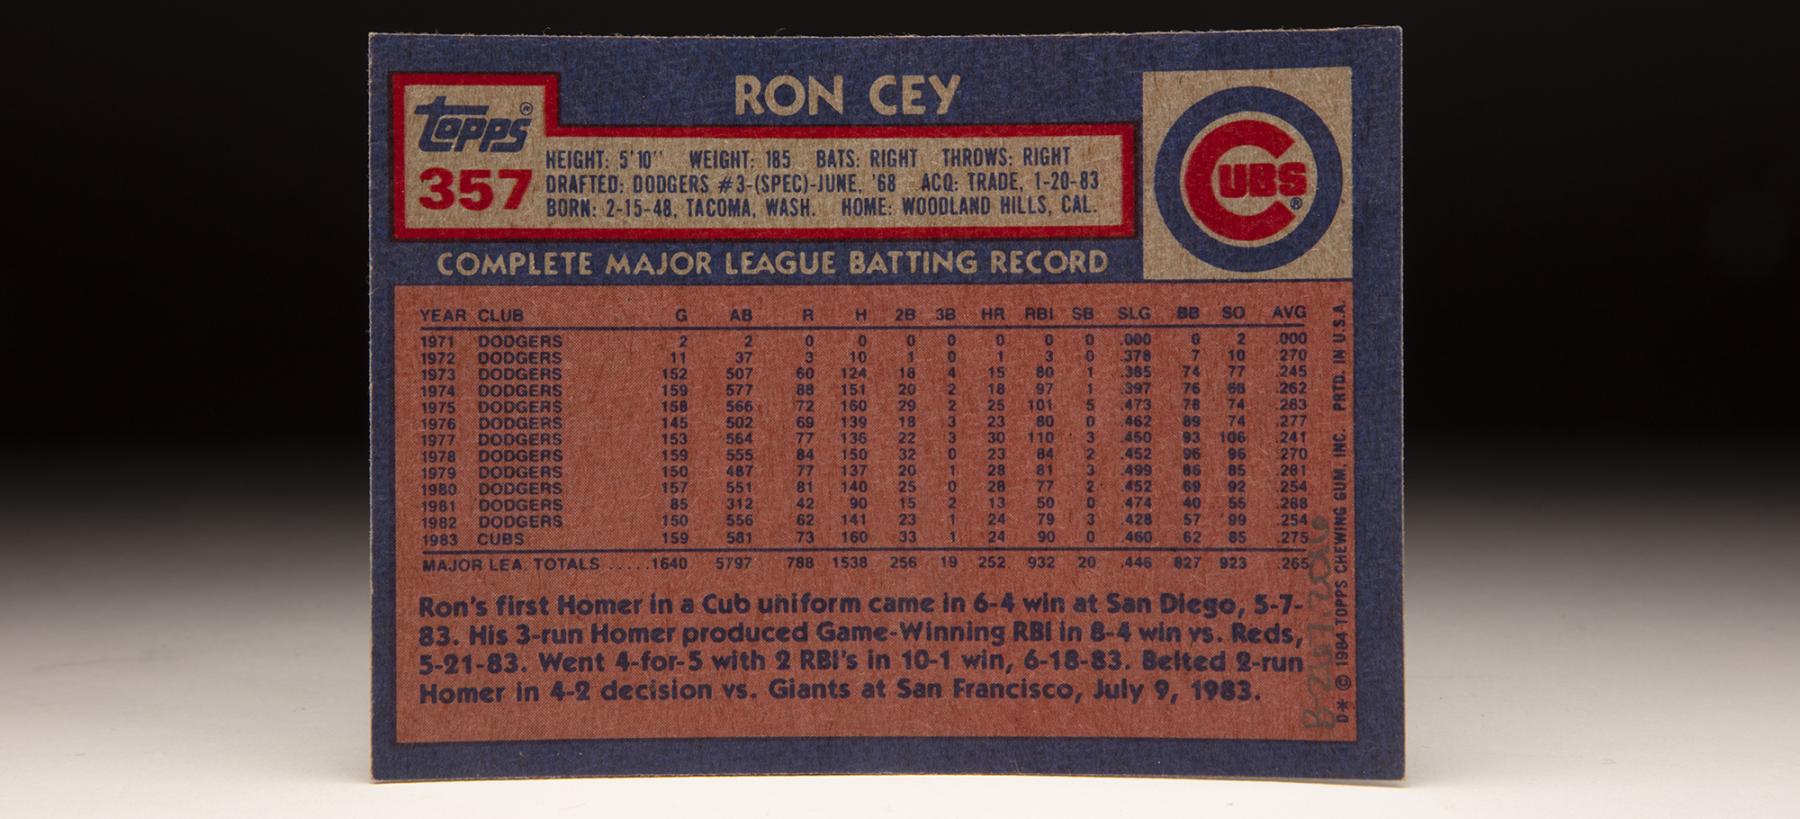 RON CEY
topps®
357
HEIGHT: 5'10" WEIGHT: 185 BATS: RIGHT THROWS: RIGHT
DRAFTED: DODGERS #3-(SPEC)-JUNE, '68 ACQ: TRADE, 1-20-83
BORN: 2-15-48, TACOMA, WASH. HOME: WOODLAND HILLS, CAL.
CUBS®
COMPLETE MAJOR LEAGUE BATTING RECORD
YEAR CLUB G AB R H 2B 3B HR RBI SB SLG BB SO AVG
1971 DODGERS 2 2 0 0 0 0 0 0 0 .000 0 2 .000
1972 DODGERS 11 37 3 10 1 0 1 3 0 .378 7 10 .270
1973 DODGERS 152 507 60 124 18 4 15 80 1 .385 74 77 .245
1974 DODGERS 159 577 88 151 20 2 18 97 1 .397 76 68 .262
1975 DODGERS 158 566 72 160 29 2 25 101 5 .473 78 74 .283
1976 DODGERS 145 502 69 139 18 3 23 80 0 .462 89 74 .277
1977 DODGERS 153 564 77 136 22 3 30 110 3 .450 93 106 .241
1978 DODGERS 159 555 84 150 32 0 23 84 2 .452 96 96 .270
1979 DODGERS 150 487 77 137 20 1 28 81 3 .499 86 85 .281
1980 DODGERS 157 551 81 140 25 0 28 77 2 .452 69 92 .254
1981 DODGERS 85 312 42 90 15 2 13 50 0 .474 40 55 .288
1982 DODGERS 150 556 62 141 23 1 24 79 3 .428 57 99 .254
1983 CUBS 159 581 73 160 33 1 24 90 0 .460 62 85 .275
MAJOR LEA. TOTALS .....1640 5797 788 1538 256 19 252 932 20 .446 827 923 .265
Ron's first Homer in a Cub uniform came in 6-4 win at San Diego, 5-7-
83. His 3-run Homer produced Game-Winning RBI in 8-4 win vs. Reds,
5-21-83. Went 4-for-5 with 2 RBI's in 10-1 win, 6-18-83. Belted 2-run
Homer in 4-2 decision vs. Giants at San Francisco, July 9, 1983.
D* © 1984 TOPPS CHEWING GUM, INC. PRTD. IN U.S.A.